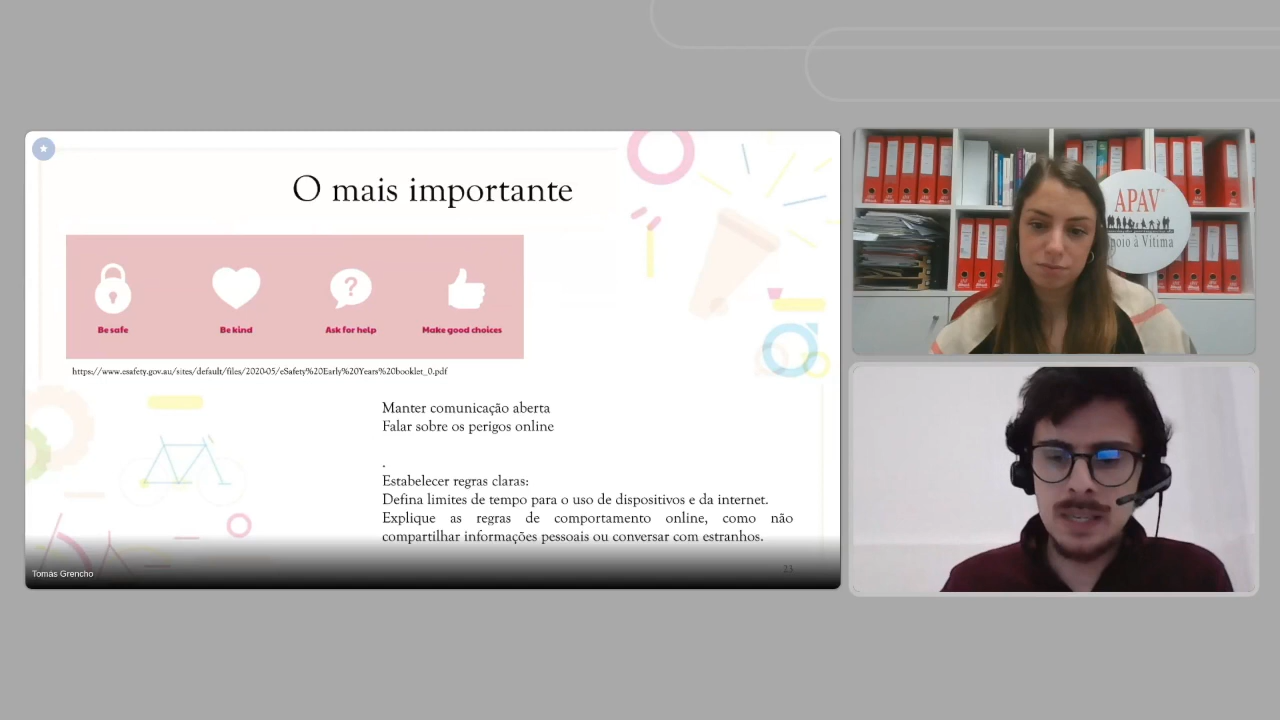 O mais importante
Be safe
Be kind
Ask for help
Make good choices
https://www.esafety.gov.au/sites/default/files/2020-05/eSafety%20Early%20Years%20booklet_0.pdf
Manter comunicação aberta
Falar sobre os perigos online
.
Estabelecer regras claras:
Defina limites de tempo para o uso de dispositivos e da internet.
Explique as regras de comportamento online, como não
compartilhar informações pessoais ou conversar com estranhos.
23
Tomás Grencho
APAV®
Apoio à Vítima